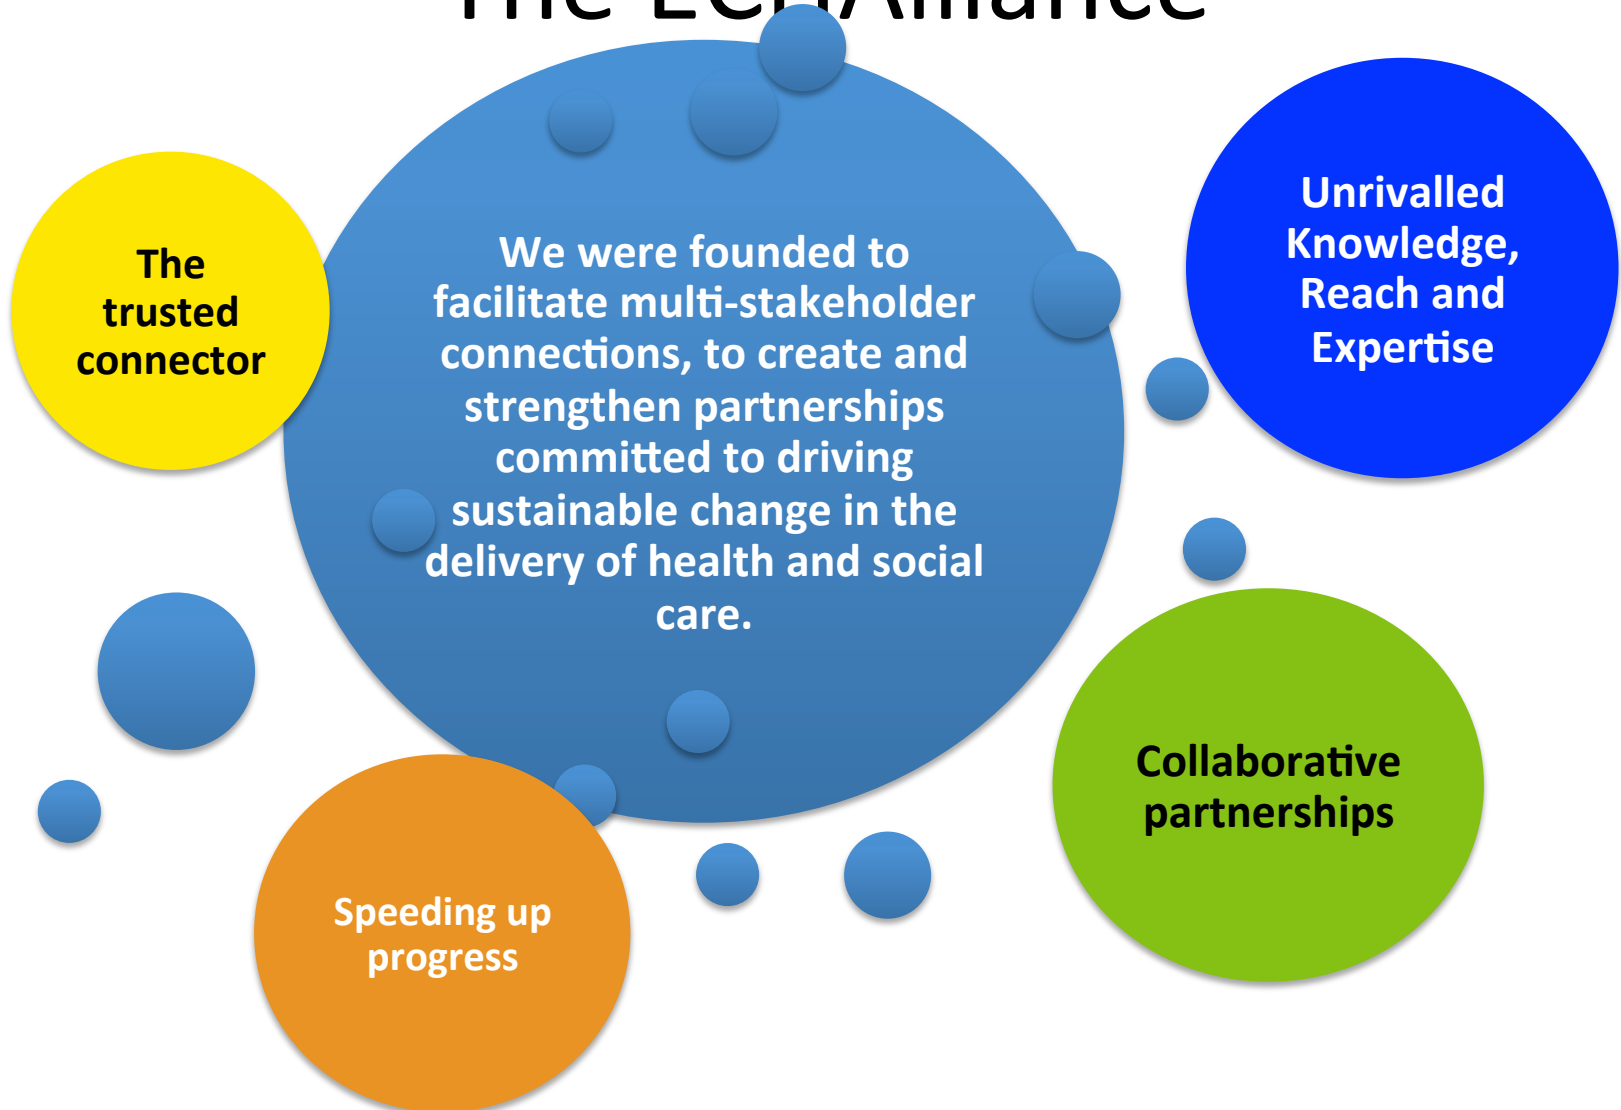 The ECHAlliance
The
trusted
connector
We were founded to
facilitate multi-stakeholder
connections, to create and
strengthen partnerships
committed to driving
sustainable change in the
delivery of health and social
care.
Unrivalled
Knowledge,
Reach and
Expertise
Collaborative
partnerships
Speeding up
progress